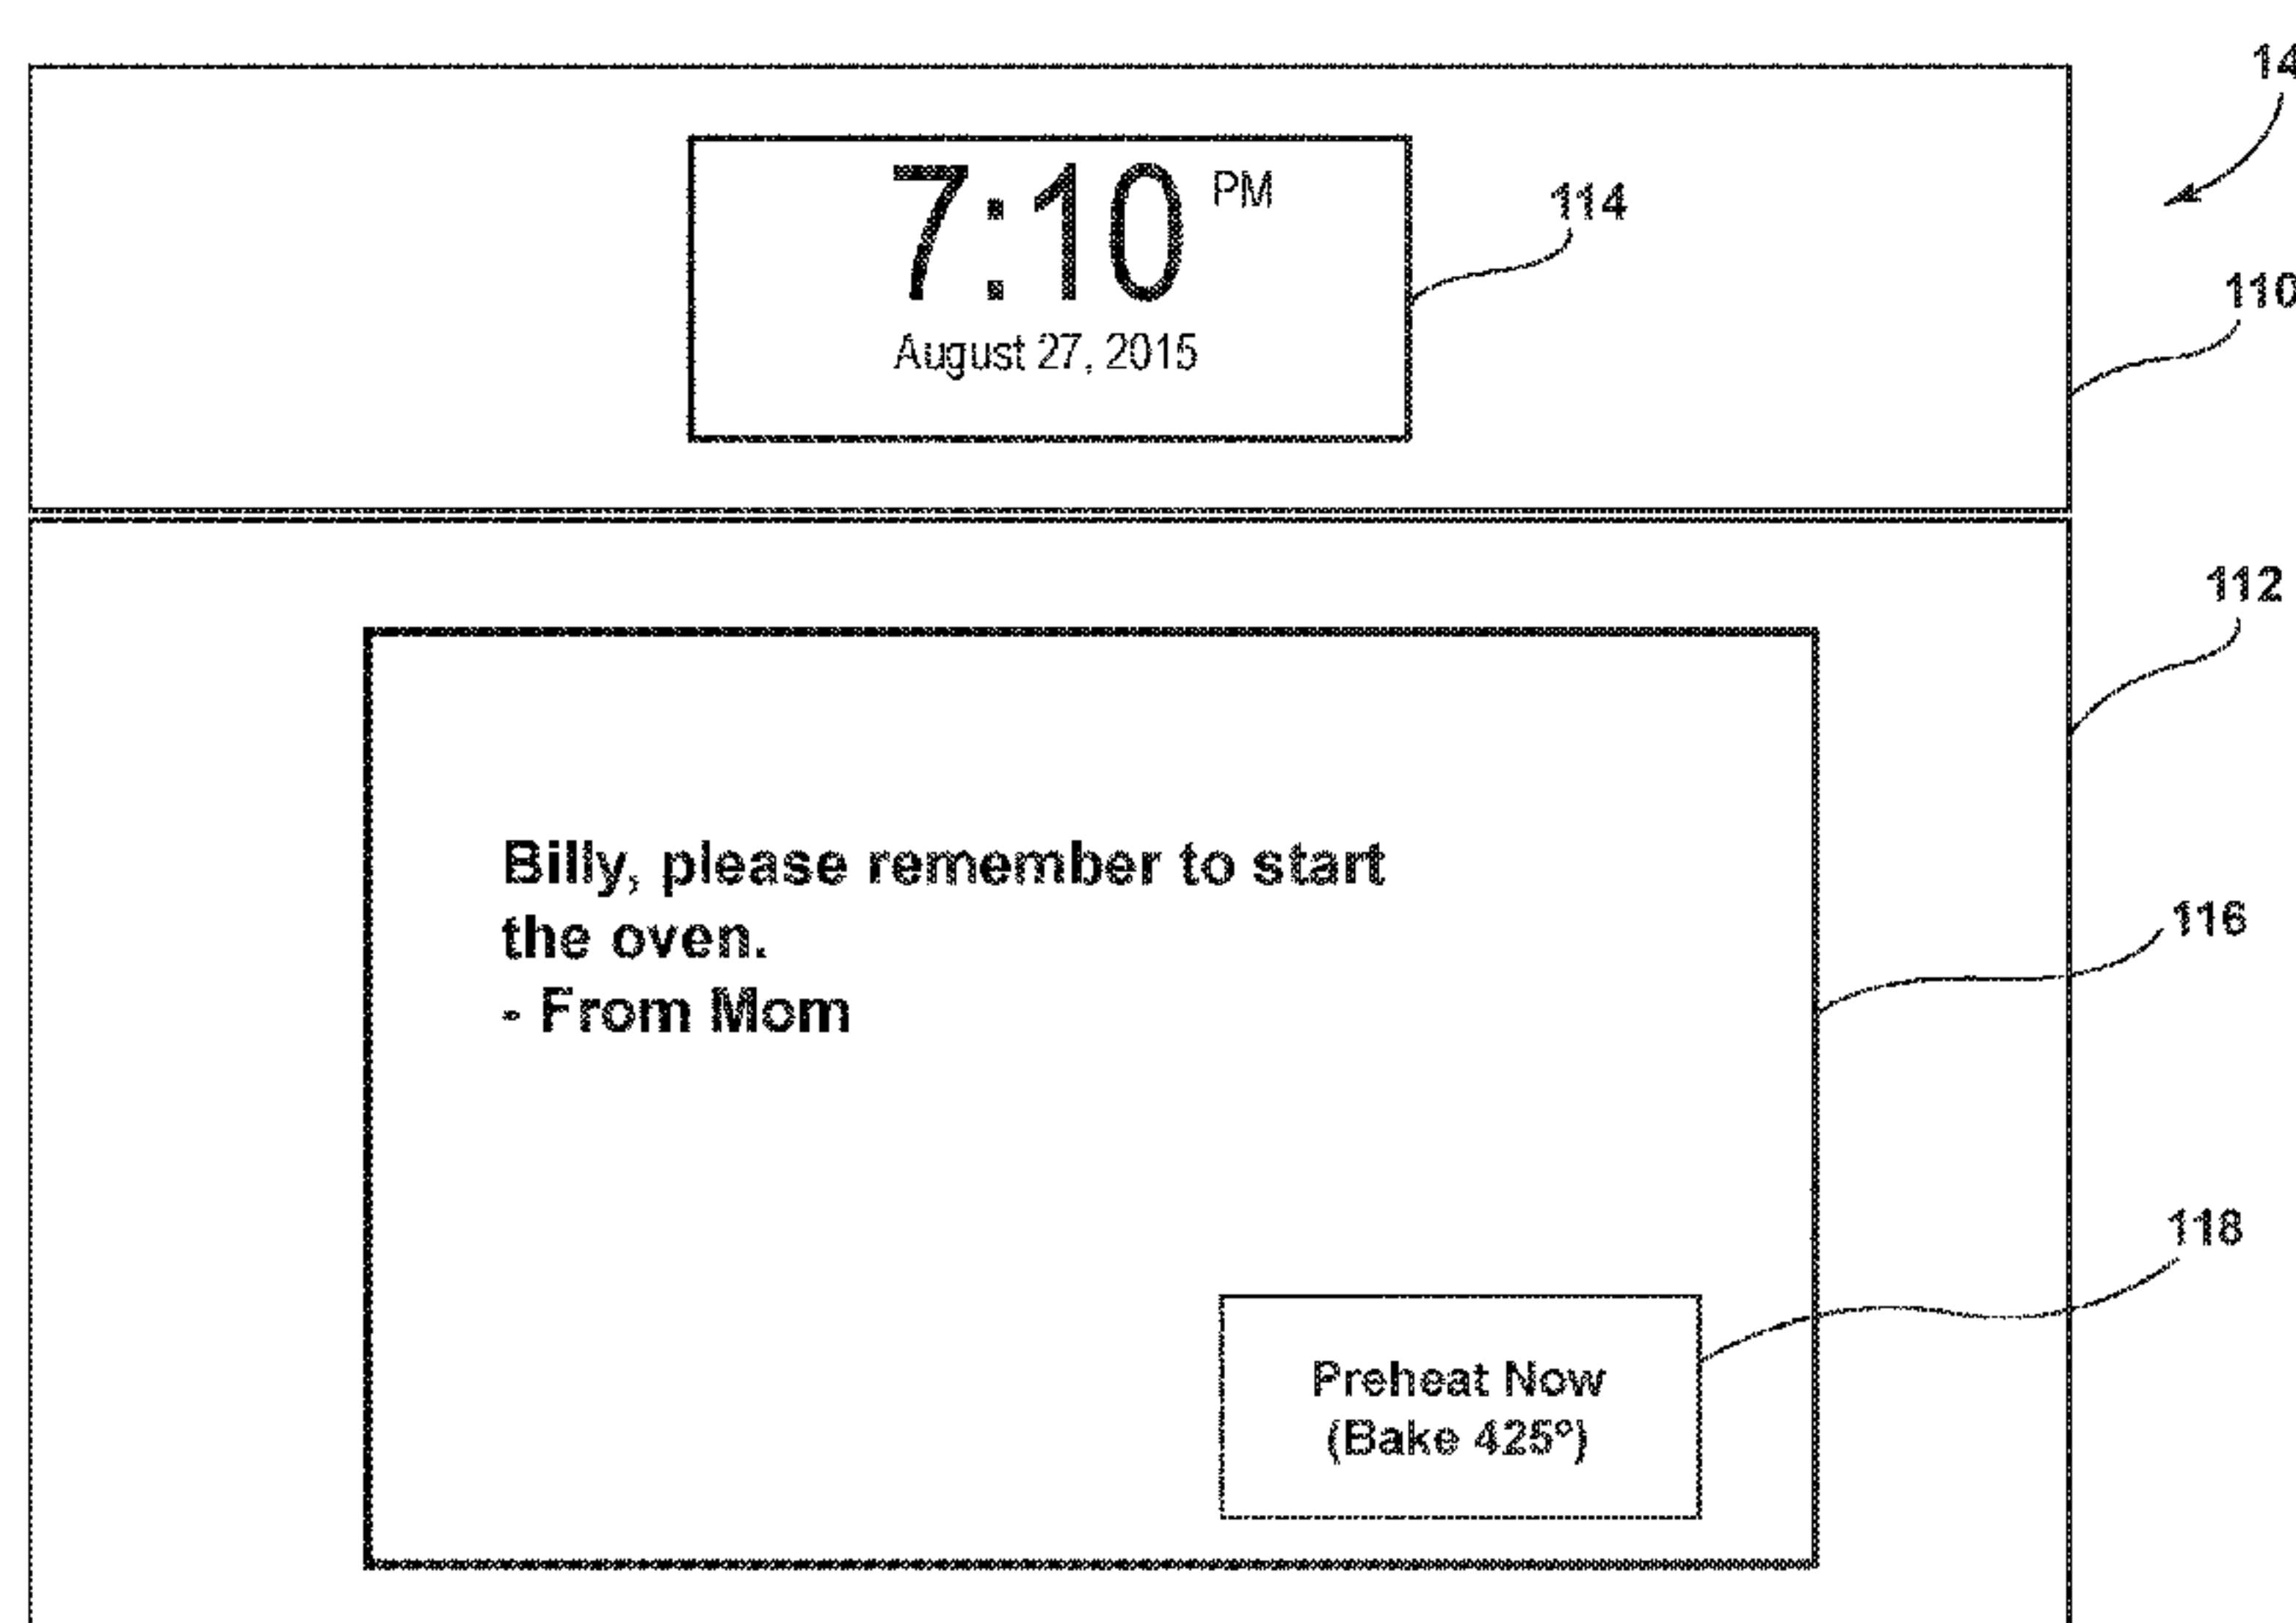 14
7:10 PM
114
August 27, 2015
110
112
Billy, please remember to start
the oven.
- From Mom
116
118
Preheat Now
(Bake 425º)